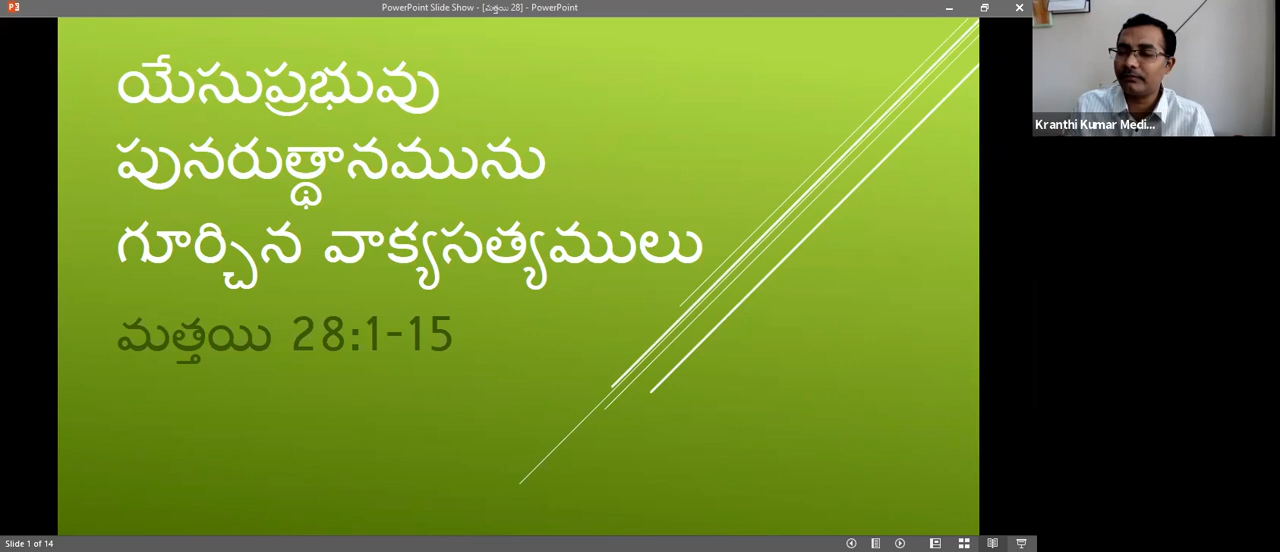 PowerPoint Slide Show - [మత్తయి 28] - PowerPoint
యేసుప్రభువు
పునరుత్థానమును
గూర్చిన వాక్యసత్యములు
మత్తయి 28:1-15
Kranthi Kumar Medi...
Slide 1 of 14